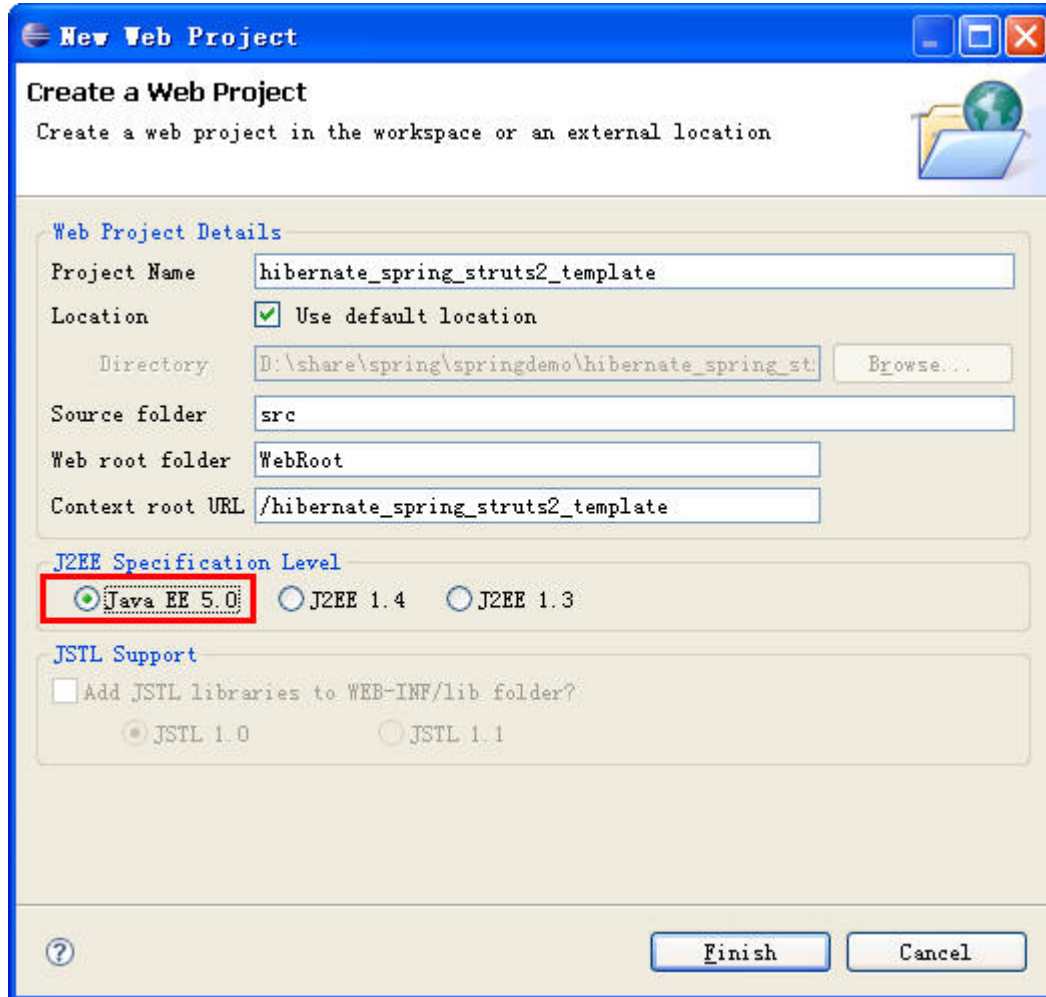 New Web Project
Create a Web Project
Create a web project in the workspace or an external location
Web Project Details
Project Name hibernate_spring_struts2_template
Location Use default location
Directory D:\share\spring\springdemo\hibernate_spring_st Browse...
Source folder src
Web root folder WebRoot
Context root URL /hibernate_spring_struts2_template
J2EE Specification Level
Java EE 5.0 J2EE 1.4 J2EE 1.3
JSTL Support
Add JSTL libraries to WEB-INF/lib folder?
JSTL 1.0 JSTL 1.1
? Finish Cancel